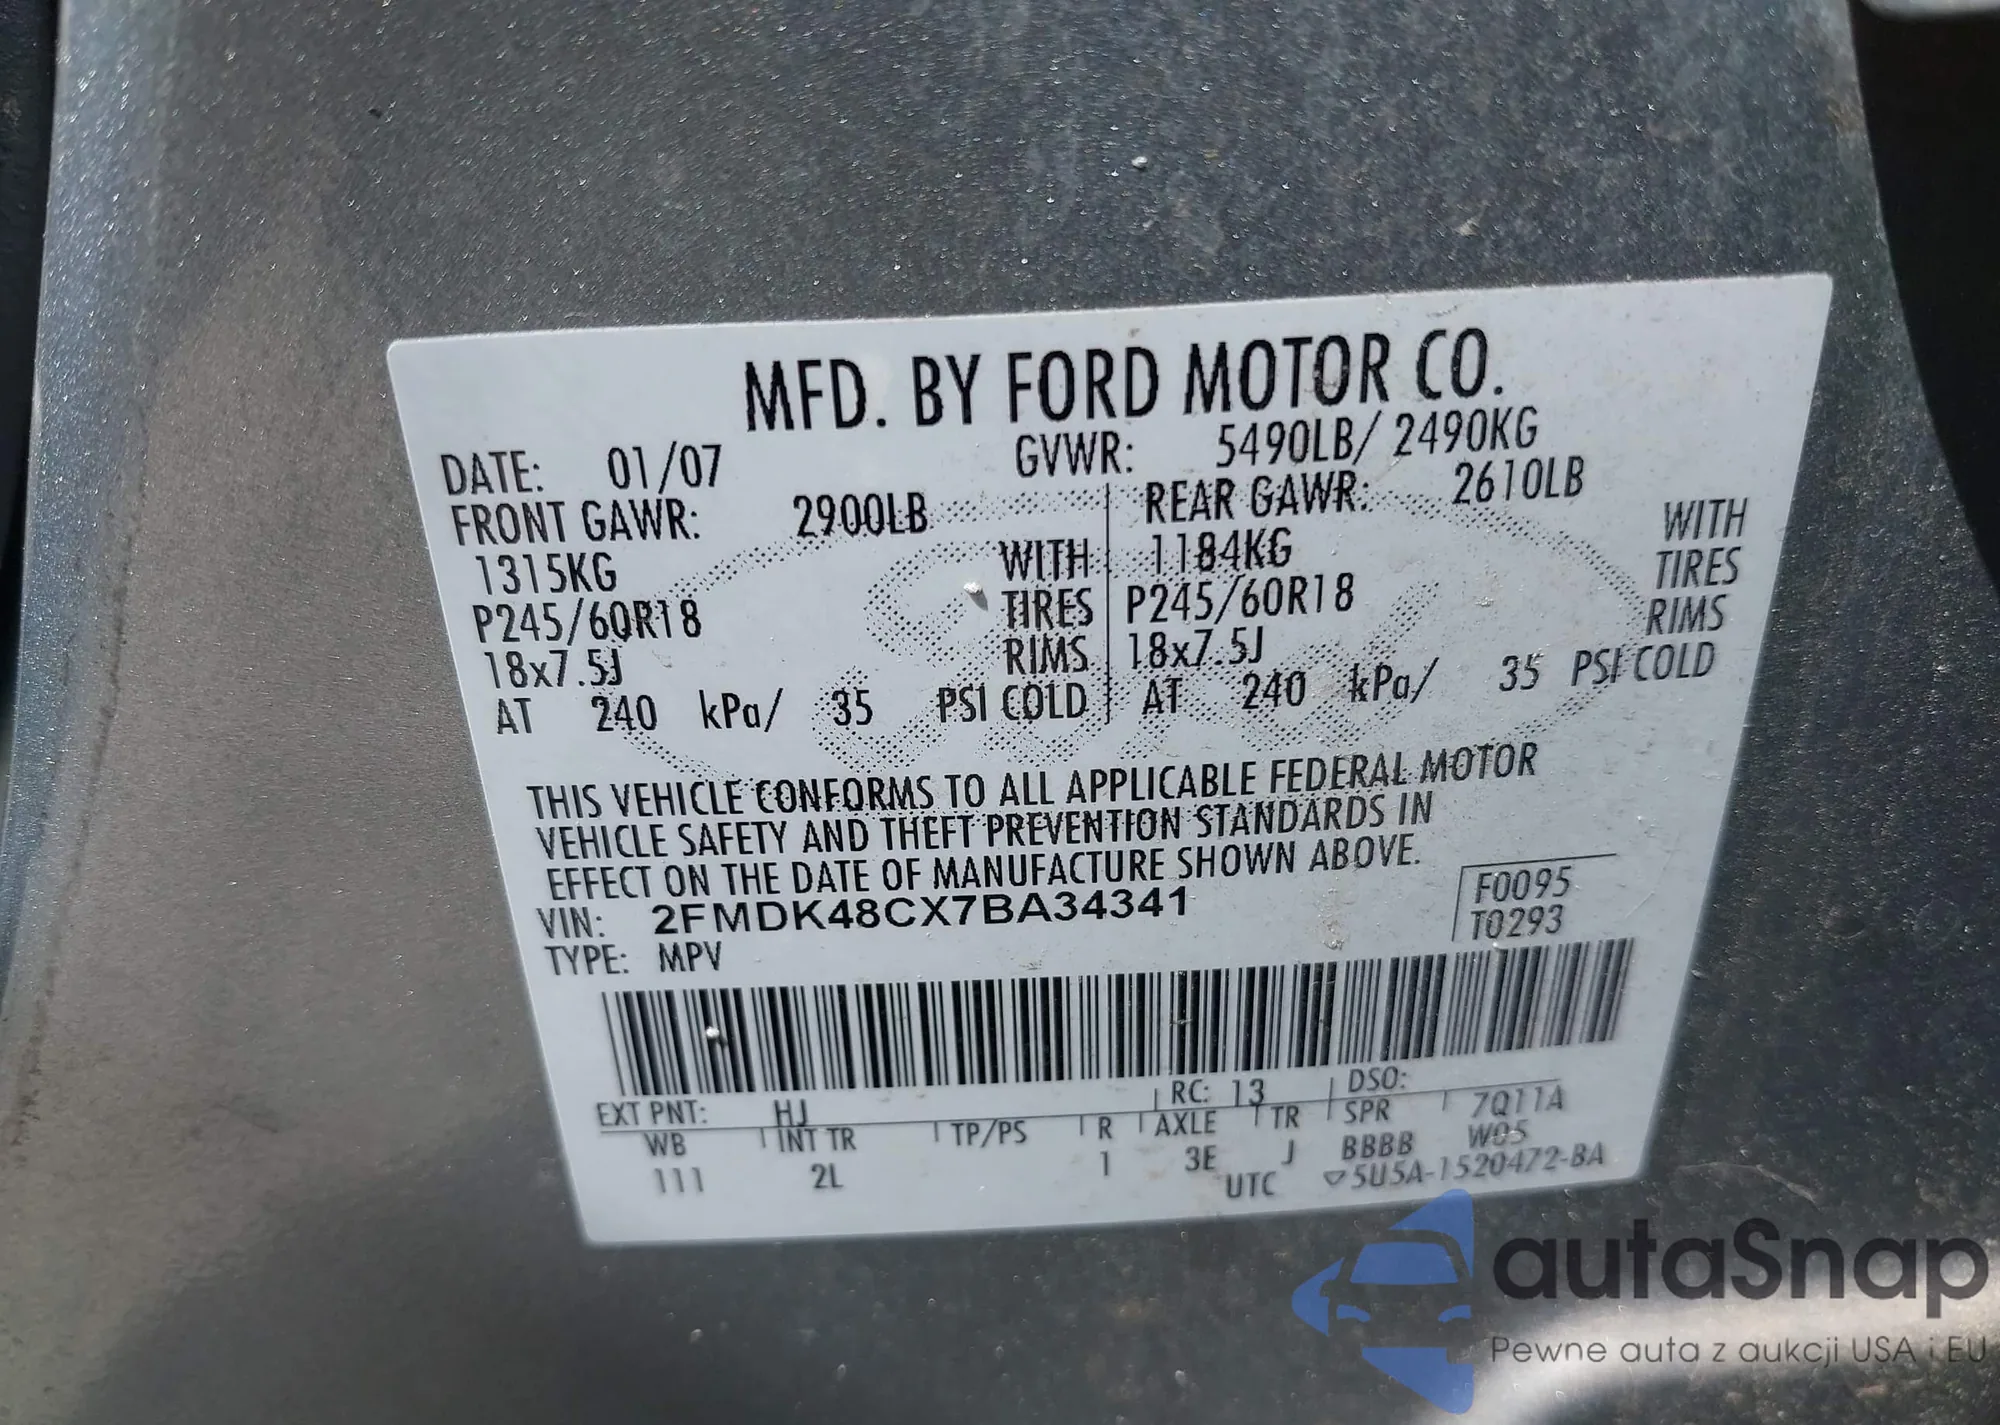 MFD. BY FORD MOTOR CO.
DATE: 01/07 GVWR: 5490LB/ 2490KG
FRONT GAWR: 2900LB REAR GAWR: 2610LB
1315KG WITH 1184KG WITH
P245/60R18 TIRES P245/60R18 TIRES
18x7.5J RIMS 18x7.5J RIMS
AT 240 kPa/ 35 PSI COLD AT 240 kPa/ 35 PSI COLD
THIS VEHICLE CONFORMS TO ALL APPLICABLE FEDERAL MOTOR
VEHICLE SAFETY AND THEFT PREVENTION STANDARDS IN
EFFECT ON THE DATE OF MANUFACTURE SHOWN ABOVE.
VIN: 2FMDK48CX7BA34341 F0095
TYPE: MPV T0293
EXT PNT: HJ RC: 13 DSO:
WB INT TR TP/PS R AXLE TR SPR 7Q11A
111 2L 1 3E J BBBB W05
UTC ▽5U5A-1520472-BA
autaSnap
Pewne auta z aukcji USA i EU